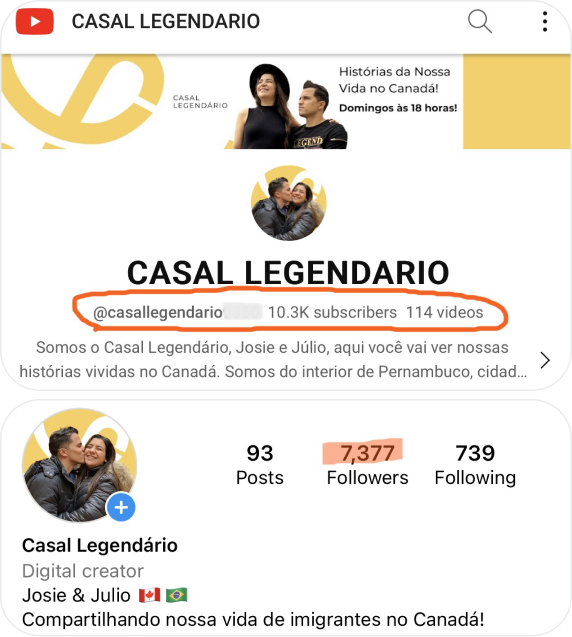 CASAL LEGENDARIO
CASAL
LEGENDÁRIO
Histórias da Nossa
Vida no Canadá!
Domingos às 18 horas!
LEGEND
CASAL LEGENDARIO
@casallegendario 10.3K subscribers 114 videos
Somos o Casal Legendário, Josie e Júlio, aqui você vai ver nossas
histórias vividas no Canadá. Somos do interior de Pernambuco, cidad...
93 7,377 739
Posts Followers Following
Casal Legendário
Digital creator
Josie & Julio 🇨🇦 🇧🇷
Compartilhando nossa vida de imigrantes no Canadá!